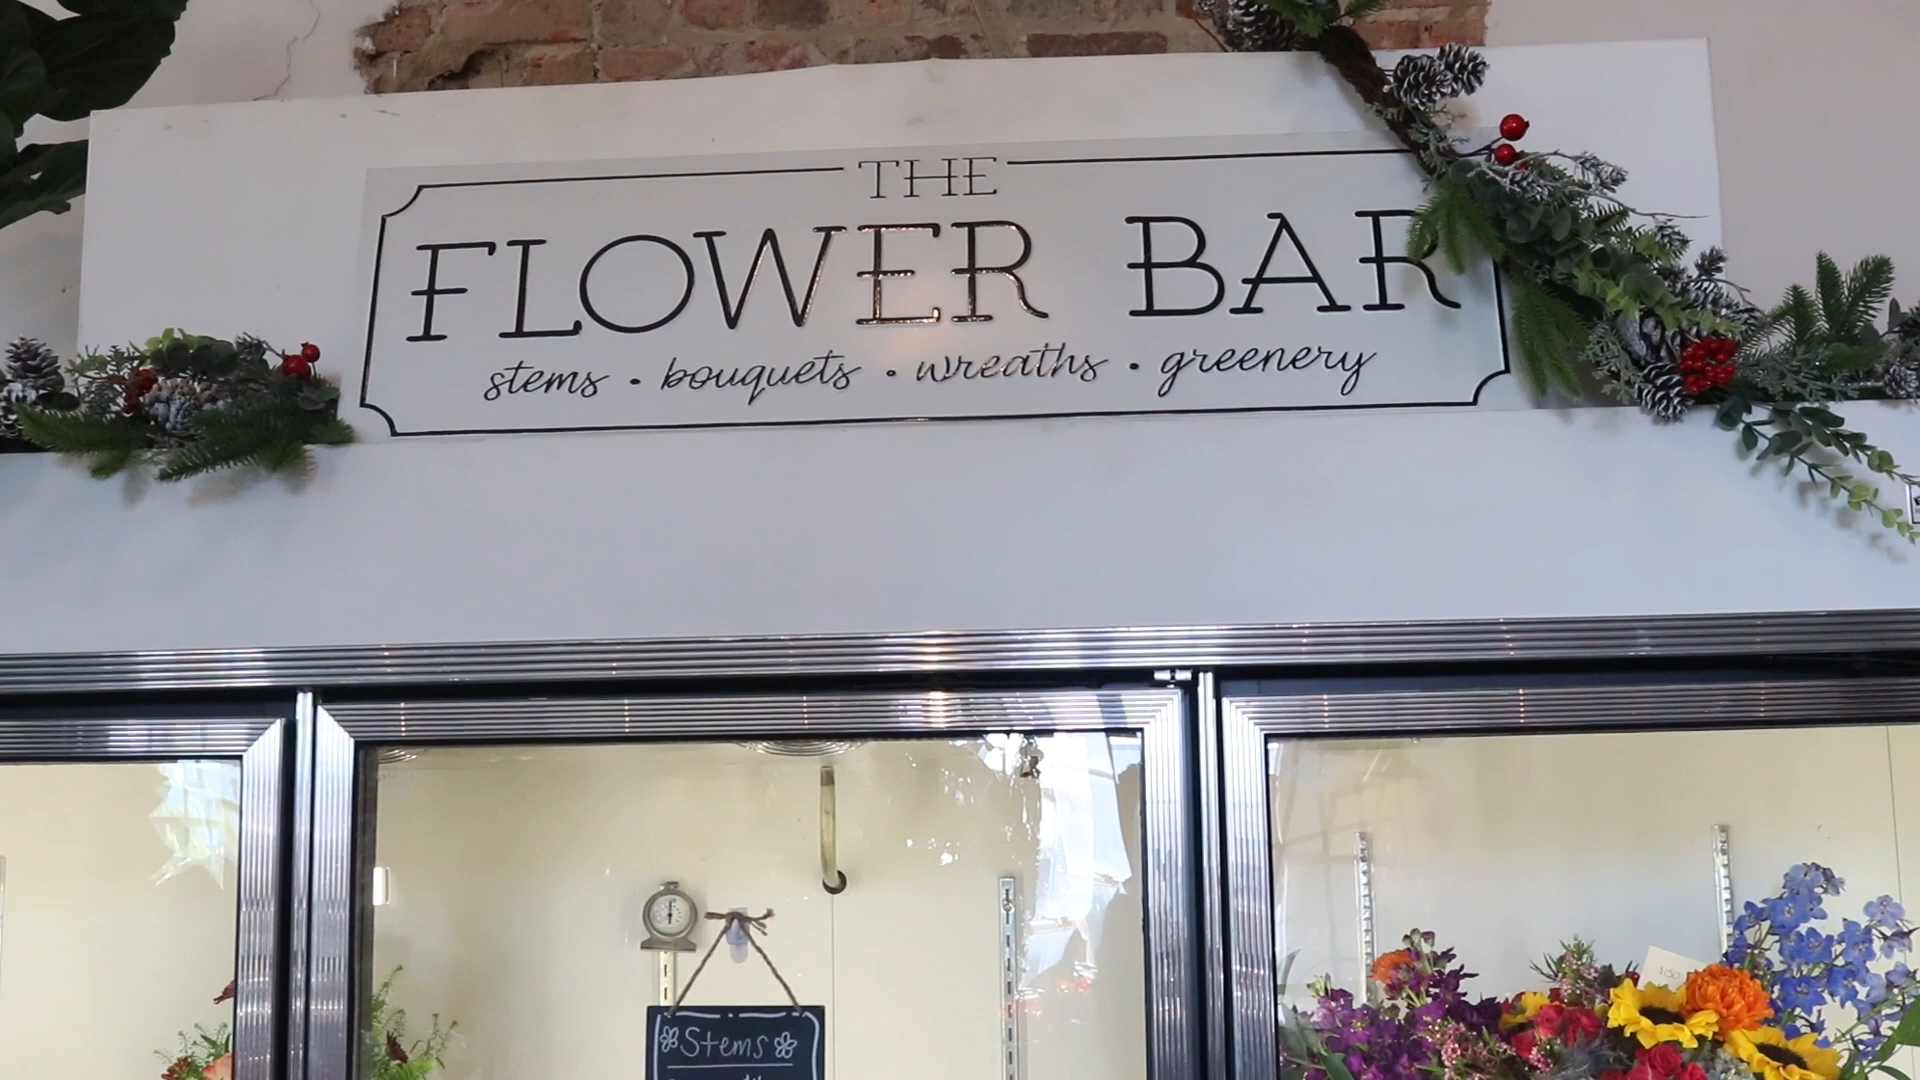 THE
FLOWER BAR
stems • bouquets • wreaths • greenery
Stems